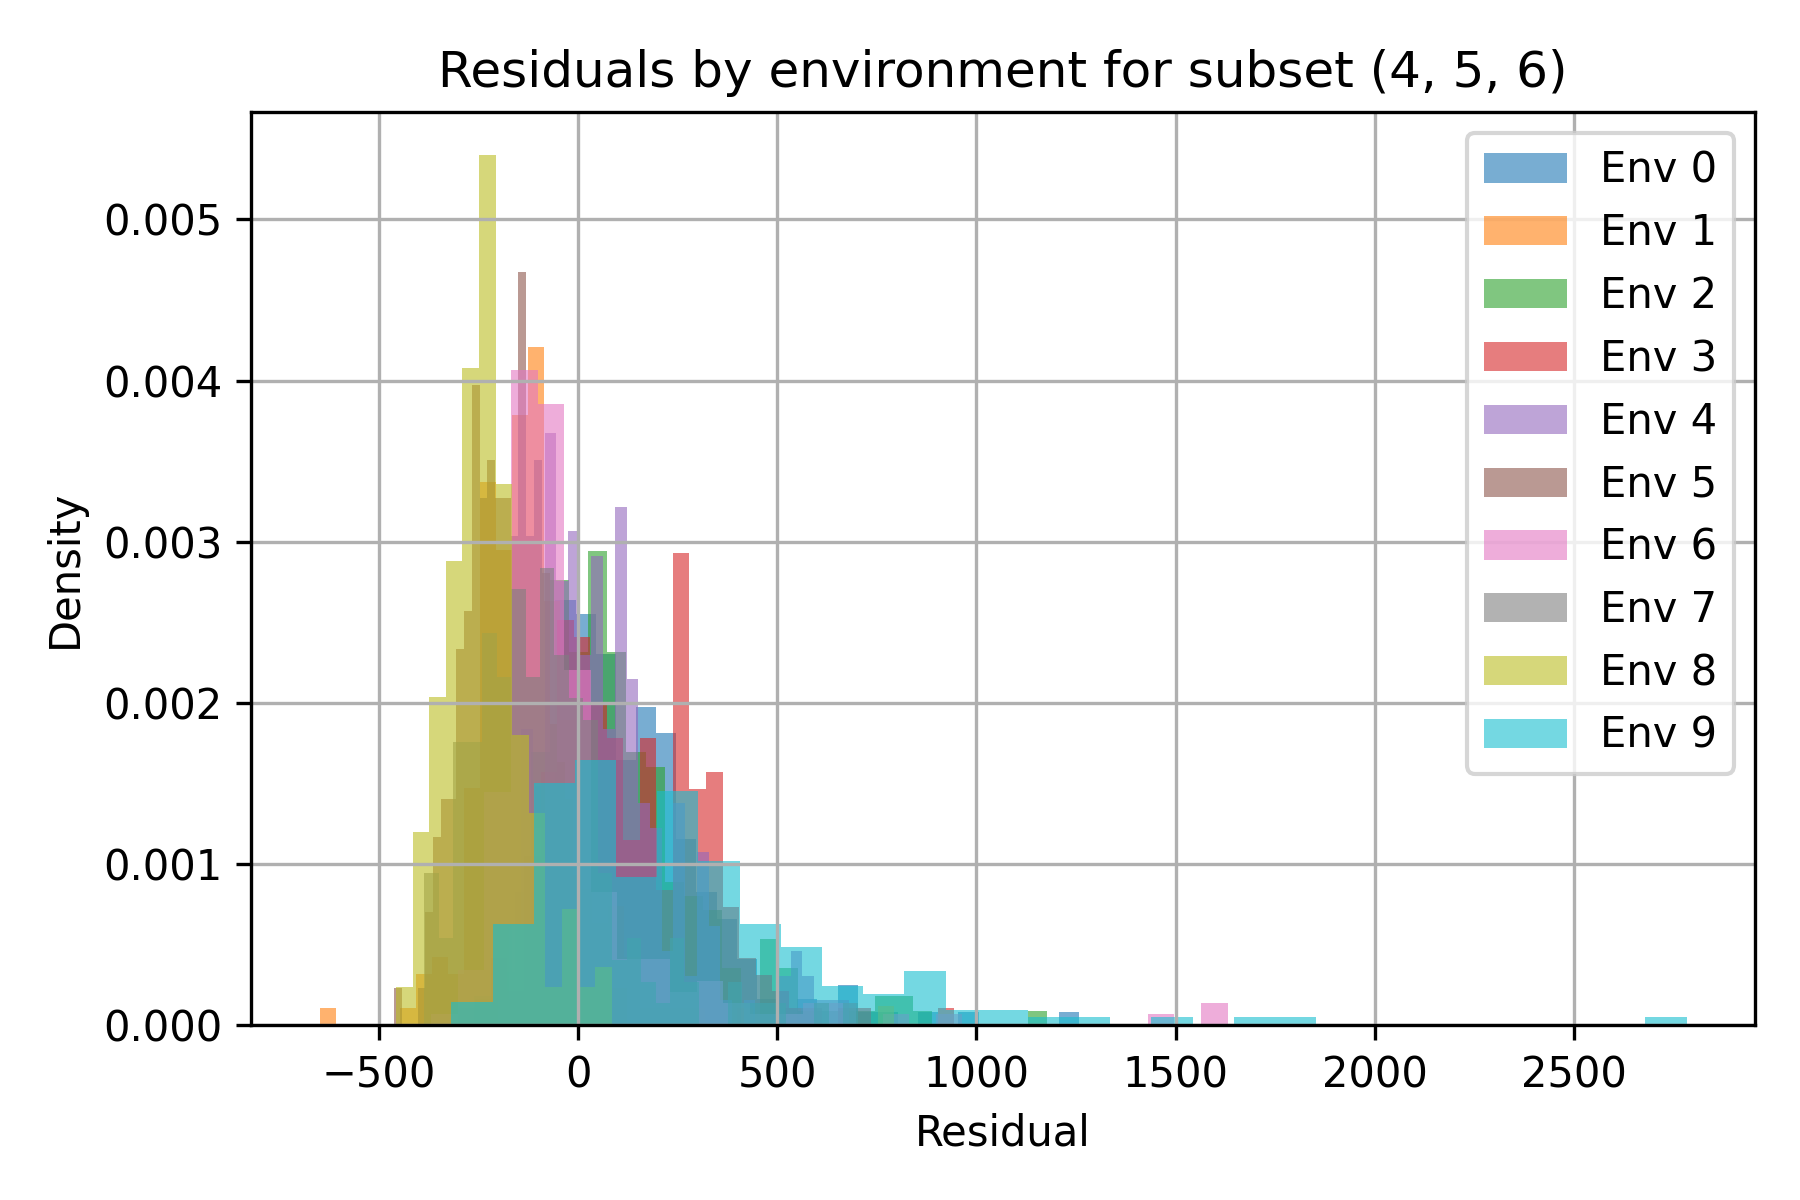 Residuals by environment for subset (4, 5, 6)
Env 0
Env 1
Env 2
Env 3
Env 4
Env 5
Env 6
Env 7
Env 8
Env 9
Density
0.005
0.004
0.003
0.002
0.001
0.000
−500
0
500
1000
1500
2000
2500
Residual